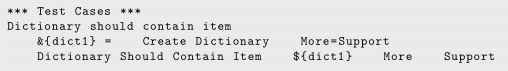 *** Test Cases ***
Dictionary should contain item
    &{dict1} =    Create Dictionary    More=Support
    Dictionary Should Contain Item    ${dict1}    More    Support